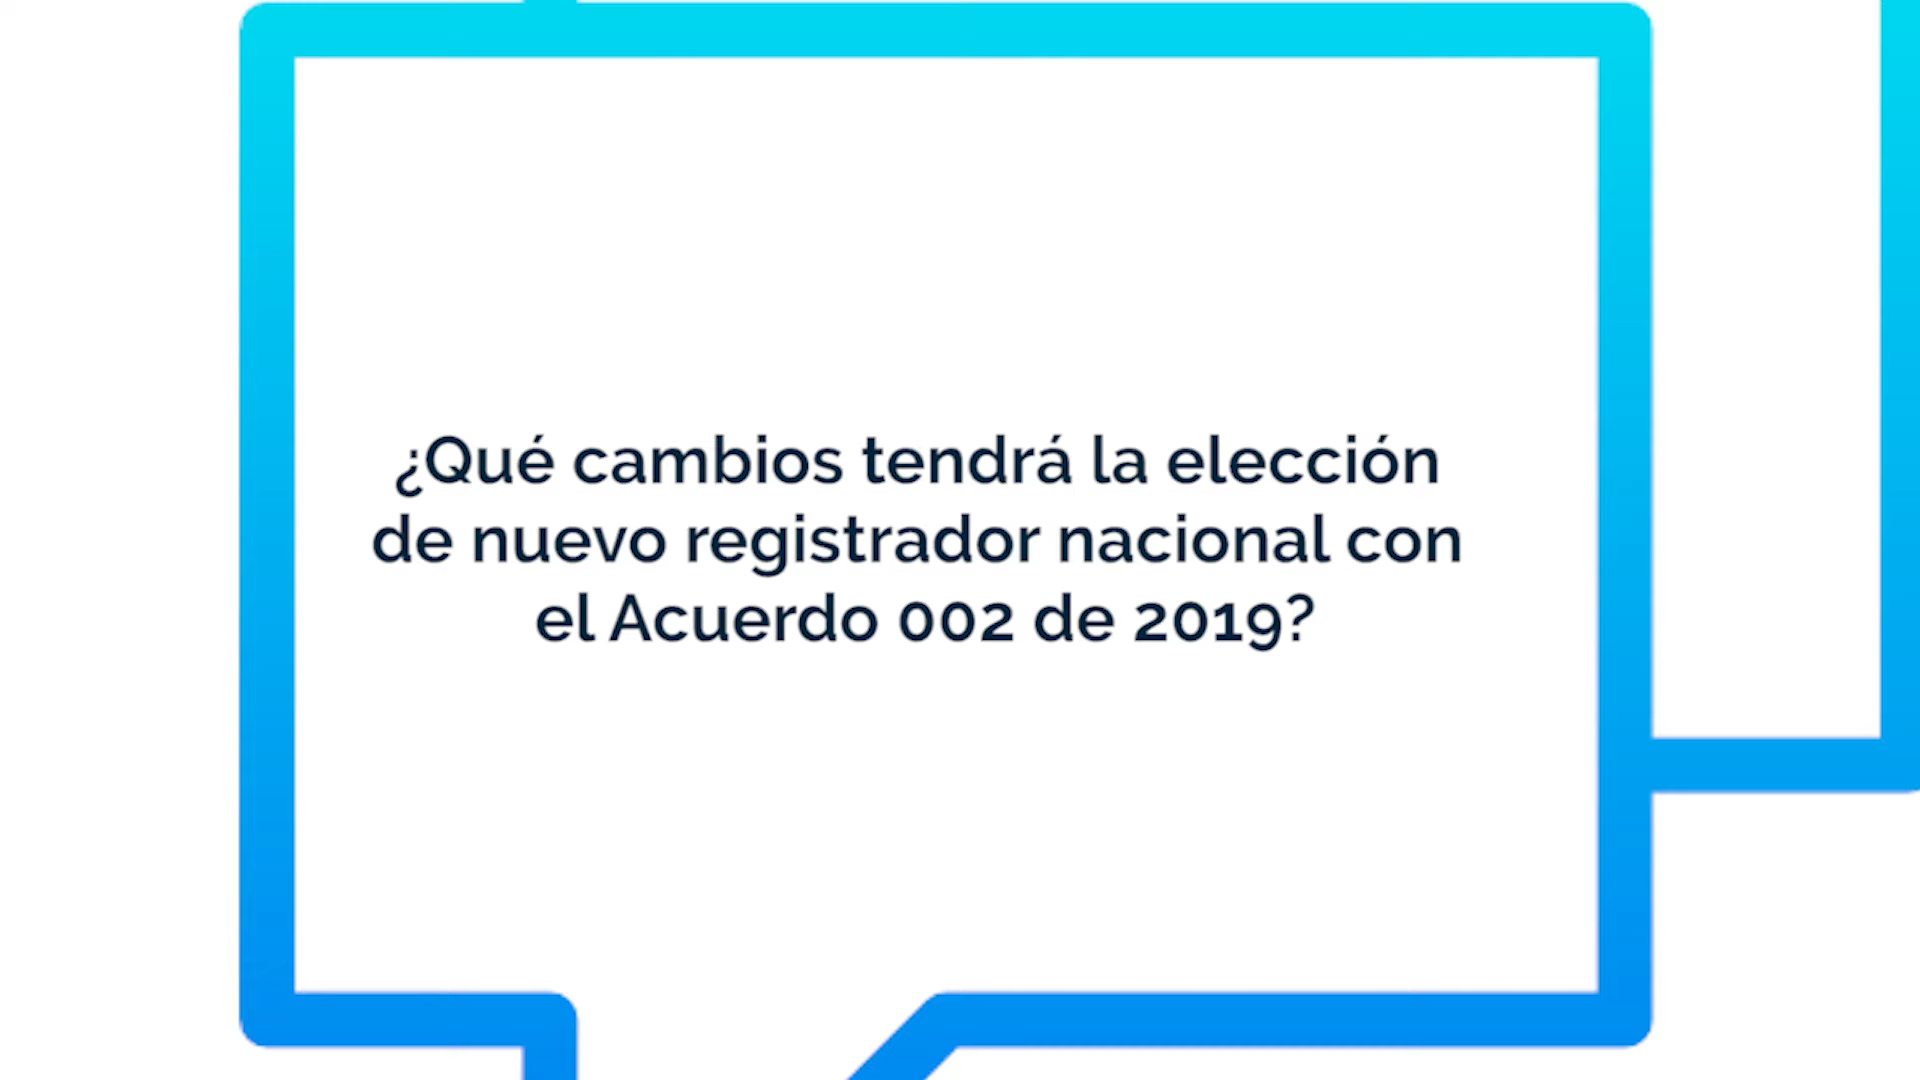 ¿Qué cambios tendrá la elección
de nuevo registrador nacional con
el Acuerdo 002 de 2019?